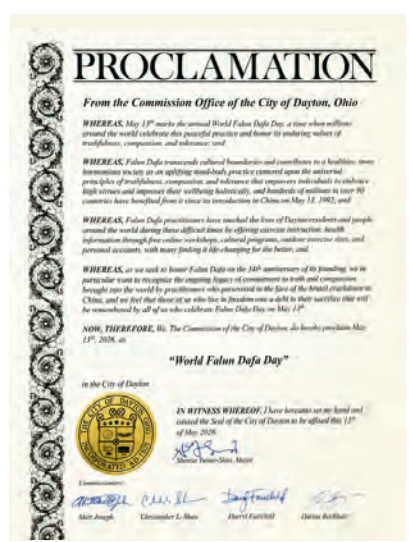 PROCLAMATION
From the Commission Office of the City of Dayton, Ohio
WHEREAS, May 13th marks the annual World Falun Dafa Day; a time when millions
around the world celebrate this peaceful practice and honor its enduring values of
truthfulness, compassion, and tolerance; and
WHEREAS, Falun Dafa transcends cultural boundaries and contributes to a healthier, more
harmonious society as an uplifting mind-body practice centered upon the universal
principles of truthfulness, compassion, and tolerance that empowers individuals to embrace
high virtues and improves their wellbeing holistically, and hundreds of millions in over 90
countries have benefited from it since its introduction in China on May 13, 1992; and
WHEREAS, Falun Dafa practitioners have touched the lives of Dayton residents and people
around the world during these difficult times by offering exercise instruction, health
information through free online workshops, cultural programs, outdoor exercise sites, and
personal accounts, with many finding it life-changing for the better; and
WHEREAS, as we seek to honor Falun Dafa on the 34th anniversary of its founding, we in
particular want to recognize the ongoing legacy of commitment to truth and compassion
brought into the world by practitioners who persevered in the face of the brutal crackdown in
China, and we feel that those of us who live in freedom owe a debt to their sacrifice that will
be remembered by all of us who celebrate Falun Dafa Day on May 13th.
NOW, THEREFORE, We, The Commission of the City of Dayton, do hereby proclaim May
13th, 2026, as
"World Falun Dafa Day"
in the City of Dayton
THE CITY OF DAYTON OHIO
INCORPORATED
IN WITNESS WHEREOF, I have hereunto set my hand and
caused the Seal of the City of Dayton to be affixed this 13th
of May 2026.
Shenise Turner-Sloss, Mayor
Commissioners:
Matt Joseph Christopher L. Shaw Darryl Fairchild Darius Beckham